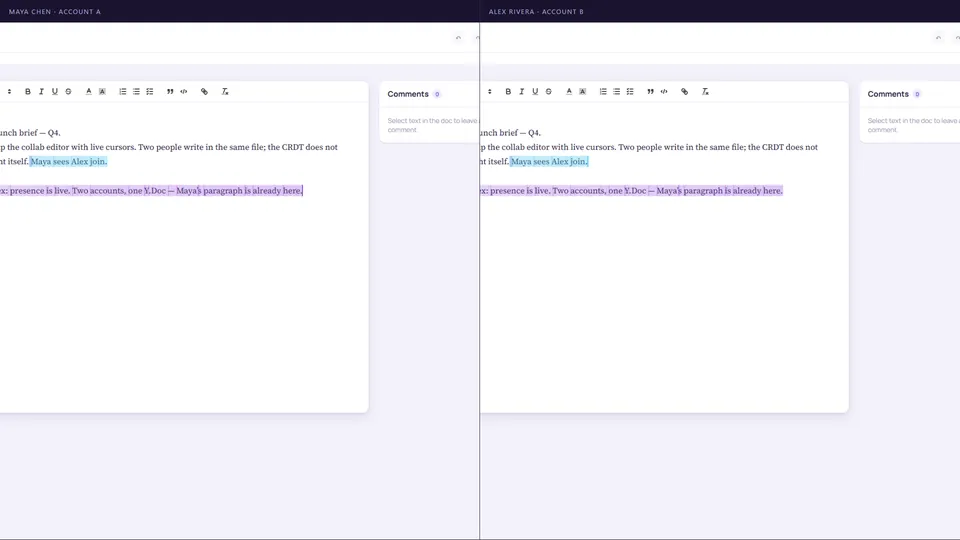 MAYA CHEN · ACCOUNT A
Comments 0
Select text in the doc to leave
comment.
unch brief — Q4.
p the collab editor with live cursors. Two people write in the same file; the CRDT does not
nt itself. Maya sees Alex join.
ex: presence is live. Two accounts, one Y.Doc — Maya's paragraph is already here.
ALEX RIVERA · ACCOUNT B
Comments 0
Select text in the doc to leave a
comment.
unch brief — Q4.
p the collab editor with live cursors. Two people write in the same file; the CRDT does not
nt itself. Maya sees Alex join.
ex: presence is live. Two accounts, one Y.Doc — Maya's paragraph is already here.